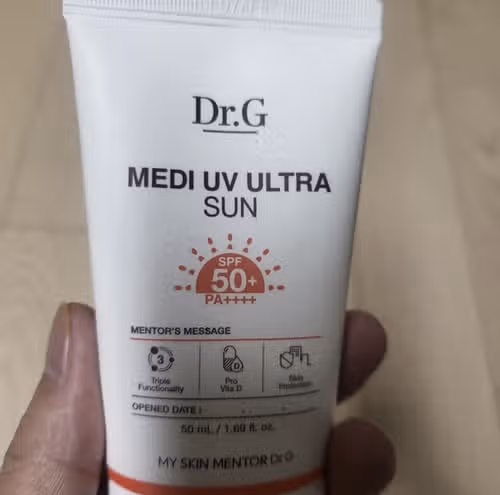 Dr.G
MEDI UV ULTRA
SUN
SPF
50+
PA++++
MENTOR'S MESSAGE
3 D
Triple Pro Skin
Functionality Vita D Protection
OPENED DATE : . .
50 mL / 1.69 fl. oz.
MY SKIN MENTOR Dr.G